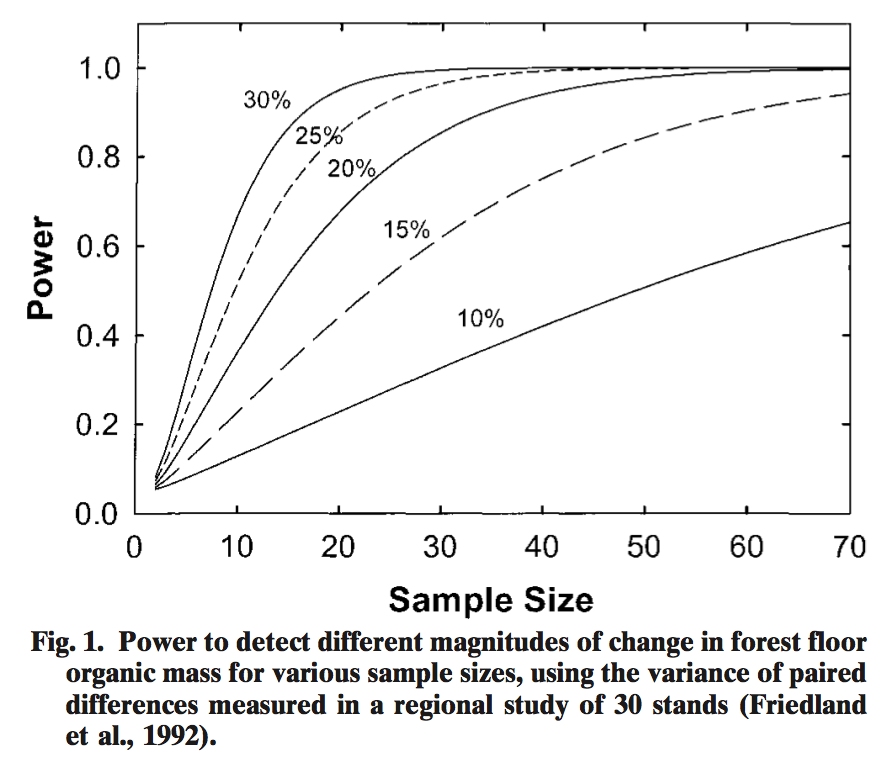 1.0
0.8
0.6
0.4
0.2
0.0
Power
30%
25%
20%
15%
10%
0 10 20 30 40 50 60 70
Sample Size
Fig. 1. Power to detect different magnitudes of change in forest floor
organic mass for various sample sizes, using the variance of paired
differences measured in a regional study of 30 stands (Friedland
et al., 1992).